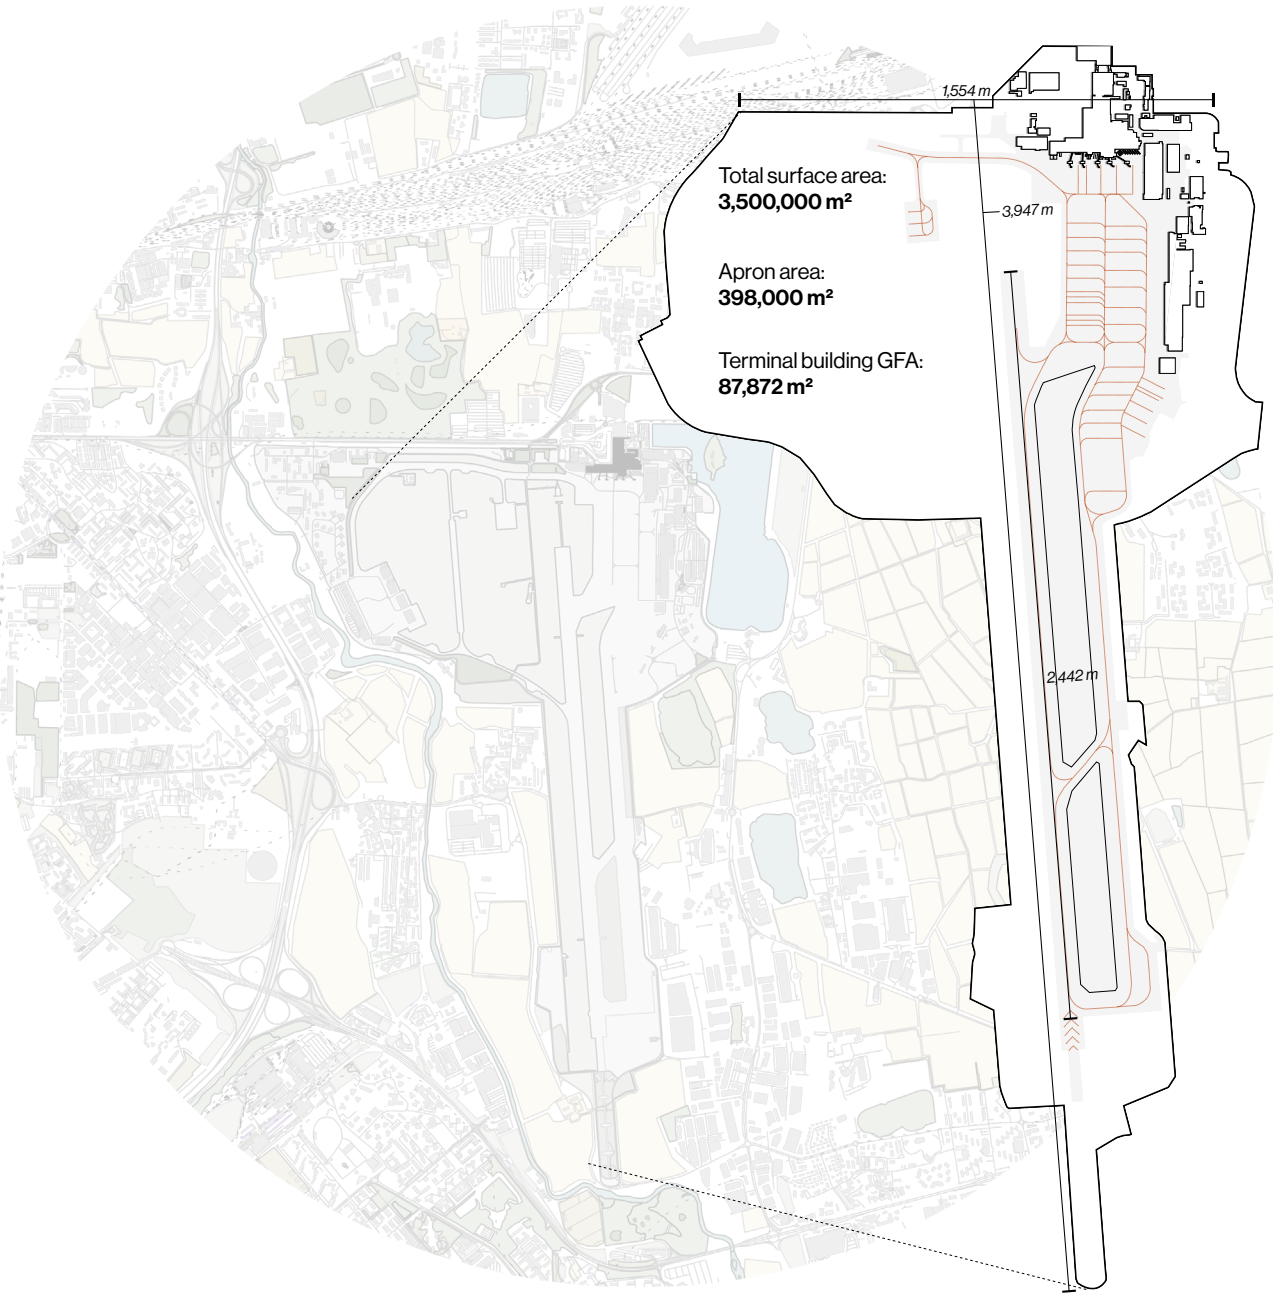 1,554 m
Total surface area:
3,500,000 m²
3,947 m
Apron area:
398,000 m²
Terminal building GFA:
87,872 m²
2,442 m